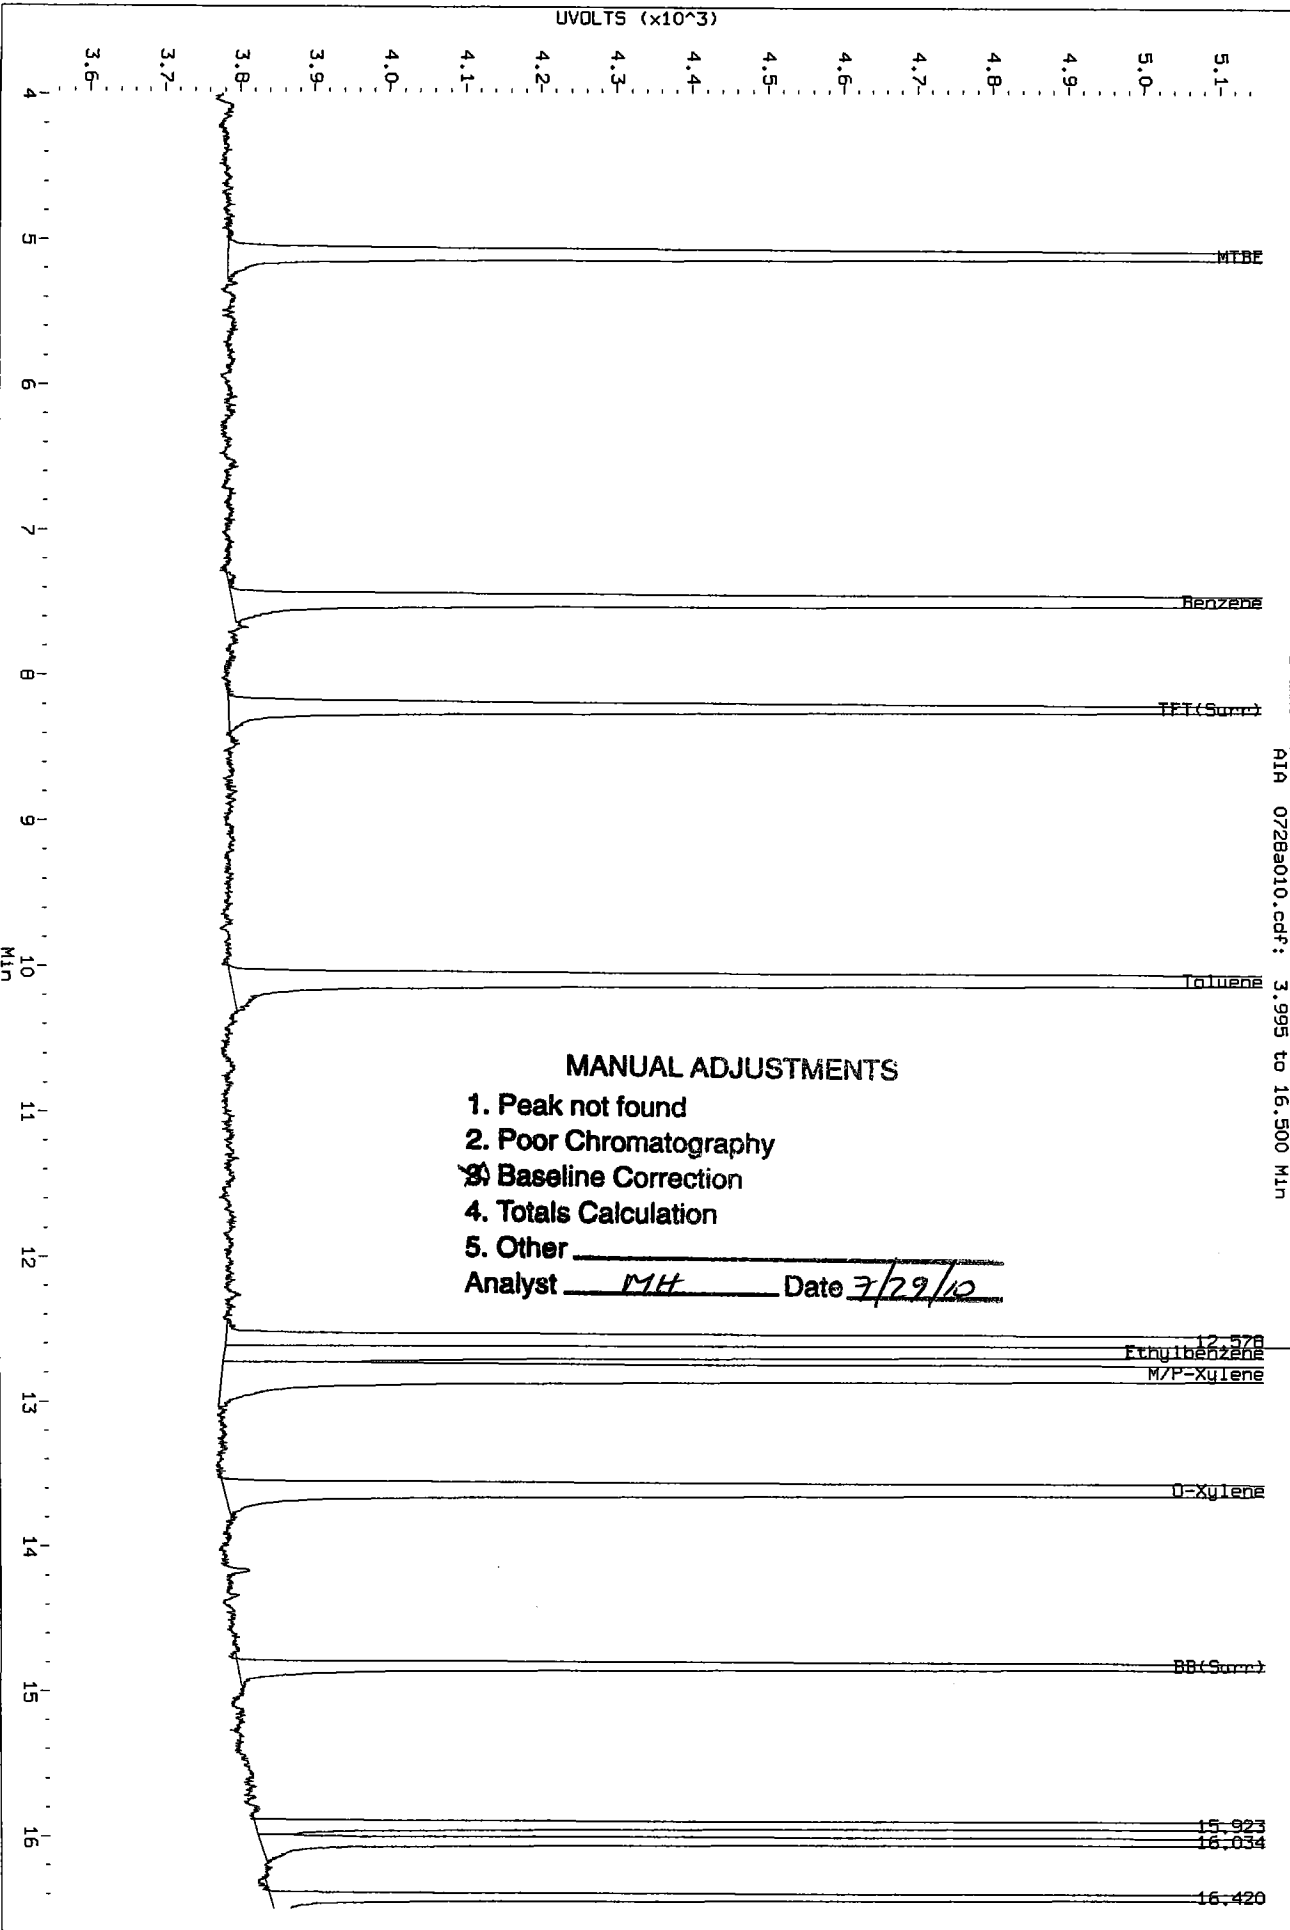 UVOLTS (x10^3)
3.6
3.7
3.8
3.9
4.0
4.1
4.2
4.3
4.4
4.5
4.6
4.7
4.8
4.9
5.0
5.1
4
5
6
7
8
9
10
11
12
13
14
15
16
Min
AIA 0728a010.cdf: 3.995 to 16.500 Min
MTBE
Benzene
TFT(Surr)
Toluene
12.578
Ethylbenzene
M/P-Xylene
O-Xylene
BB(Surr)
15.923
16.034
16.420
MANUAL ADJUSTMENTS
1. Peak not found
2. Poor Chromatography
3. Baseline Correction
4. Totals Calculation
5. Other
Analyst MH Date 7/29/10